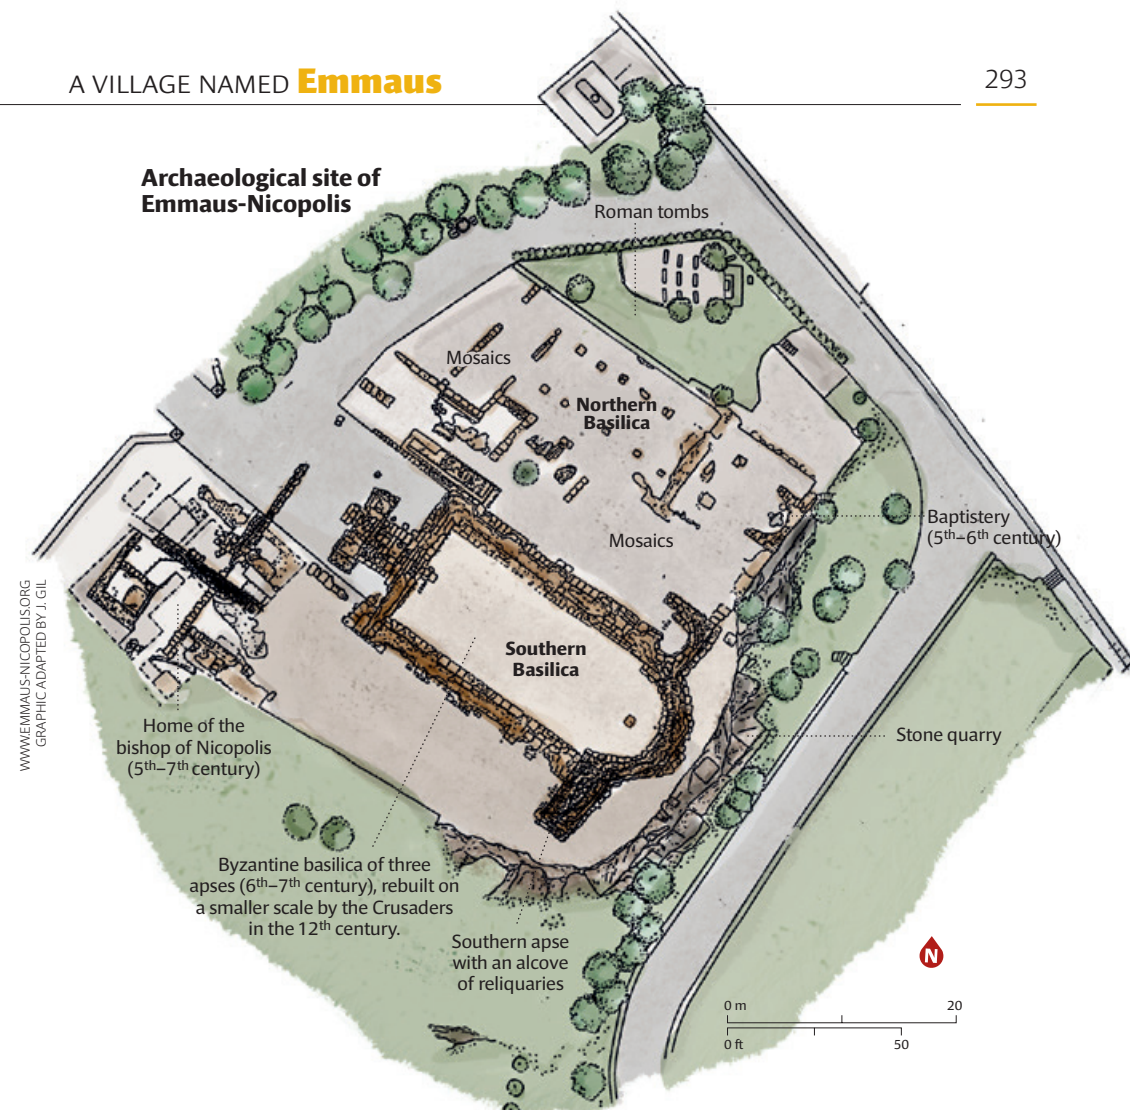 A VILLAGE NAMED Emmaus
293
Archaeological site of
Emmaus-Nicopolis
Roman tombs
Mosaics
Northern
Basilica
Mosaics
Baptistery
(5th–6th century)
Southern
Basilica
WWW.EMMAUS-NICOPOLIS.ORG
GRAPHIC ADAPTED BY J. GIL
Home of the
bishop of Nicopolis
(5th–7th century)
Stone quarry
Byzantine basilica of three
apses (6th–7th century), rebuilt on
a smaller scale by the Crusaders
in the 12th century.
Southern apse
with an alcove
of reliquaries
N
0 m 20
0 ft 50